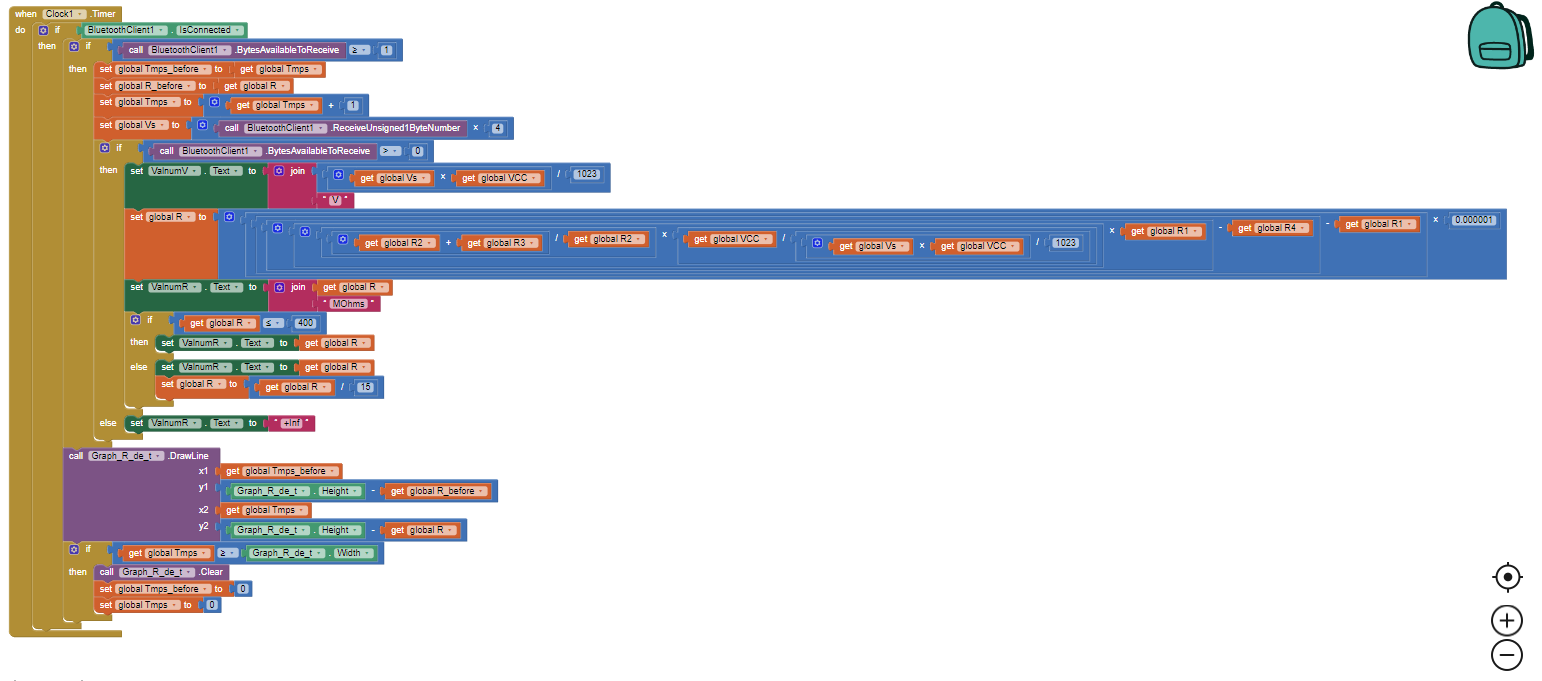 when Clock1 .Timer
do if BluetoothClient1 . IsConnected
then if call BluetoothClient1 .BytesAvailableToReceive ≥ 1
then set global Tmps_before to get global Tmps
set global R_before to get global R
set global Tmps to get global Tmps + 1
set global Vs to call BluetoothClient1 .ReceiveUnsigned1ByteNumber × 4
if call BluetoothClient1 .BytesAvailableToReceive > 0
then set ValnumV . Text to join get global Vs × get global VCC / 1023
" V "
set global R to get global R2 + get global R3 / get global R2 × get global VCC / get global Vs × get global VCC / 1023 × get global R1 - get global R4 - get global R1 × 0.000001
set ValnumR . Text to join get global R
" MOhms "
if get global R ≤ 400
then set ValnumR . Text to get global R
else set ValnumR . Text to get global R
set global R to get global R / 15
else set ValnumR . Text to " +Inf "
call Graph_R_de_t .DrawLine
x1 get global Tmps_before
y1 Graph_R_de_t . Height - get global R_before
x2 get global Tmps
y2 Graph_R_de_t . Height - get global R
if get global Tmps ≥ Graph_R_de_t . Width
then call Graph_R_de_t .Clear
set global Tmps_before to 0
set global Tmps to 0